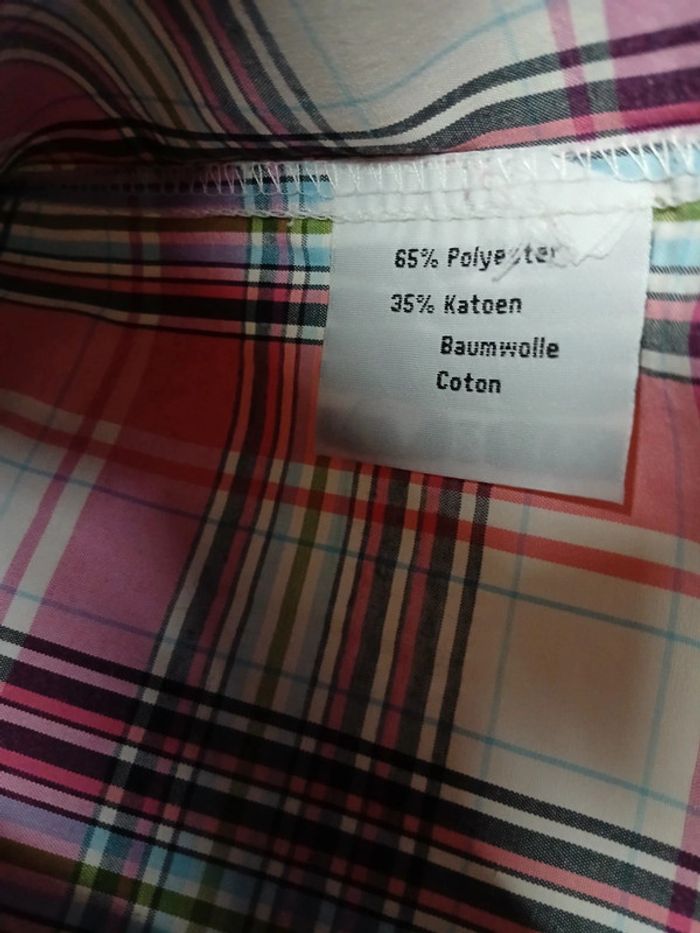 65% Polyester
35% Katoen
Baumwolle
Coton